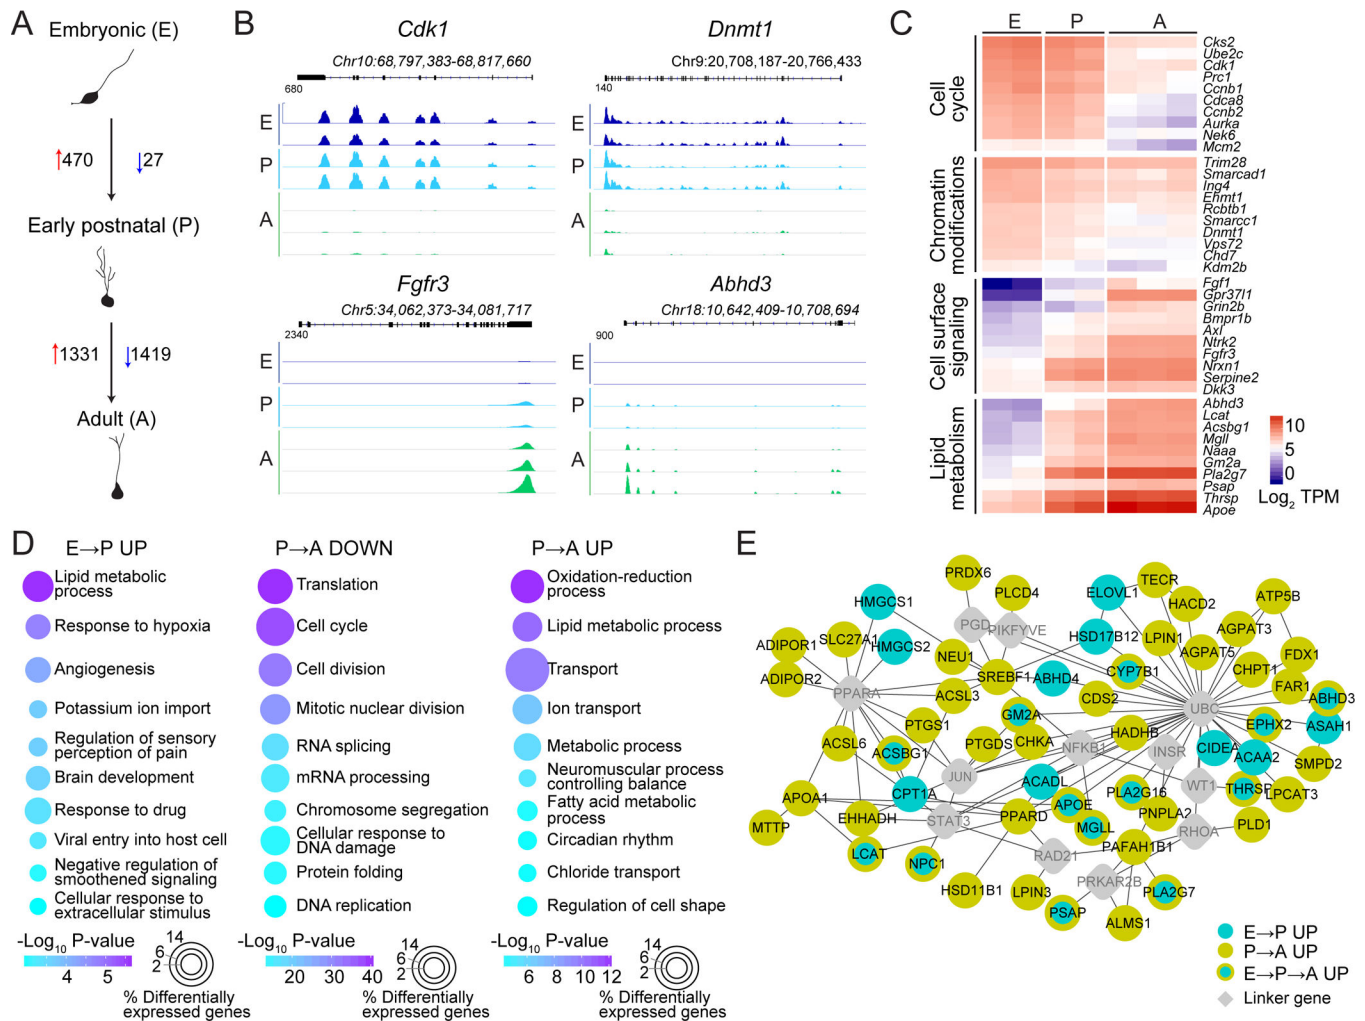 A
Embryonic (E)
↑470
↓27
Early postnatal (P)
↑1331
↓1419
Adult (A)
B
Cdk1
Chr10:68,797,383-68,817,660
680
E
P
A
Dnmt1
Chr9:20,708,187-20,766,433
140
E
P
A
Fgfr3
Chr5:34,062,373-34,081,717
2340
E
P
A
Abhd3
Chr18:10,642,409-10,708,694
900
E
P
A
C
E P A
Cell
cycle
Cks2
Ube2c
Cdk1
Prc1
Ccnb1
Cdca8
Ccnb2
Aurka
Nek6
Mcm2
Chromatin
modifications
Trim28
Smarcad1
Ing4
Ehmt1
Rcbtb1
Smarcc1
Dnmt1
Vps72
Chd7
Kdm2b
Cell surface
signaling
Fgf1
Gpr37l1
Grin2b
Bmpr1b
Axl
Ntrk2
Fgfr3
Nrxn1
Serpine2
Dkk3
Lipid
metabolism
Abhd3
Lcat
Acsbg1
Mgll
Naaa
Gm2a
Pla2g7
Psap
Thrsp
Apoe
10
5
0
Log2 TPM
D
E→P UP
Lipid metabolic
process
Response to hypoxia
Angiogenesis
Potassium ion import
Regulation of sensory
perception of pain
Brain development
Response to drug
Viral entry into host cell
Negative regulation of
smoothened signaling
Cellular response to
extracellular stimulus
-Log10 P-value
4 5
14
6
2
% Differentially
expressed genes
P→A DOWN
Translation
Cell cycle
Cell division
Mitotic nuclear division
RNA splicing
mRNA processing
Chromosome segregation
Cellular response to
DNA damage
Protein folding
DNA replication
-Log10 P-value
20 30 40
14
6
2
% Differentially
expressed genes
P→A UP
Oxidation-reduction
process
Lipid metabolic process
Transport
Ion transport
Metabolic process
Neuromuscular process
controlling balance
Fatty acid metabolic
process
Circadian rhythm
Chloride transport
Regulation of cell shape
-Log10 P-value
6 8 10 12
14
6
2
% Differentially
expressed genes
E
PRDX6
PLCD4
HMGCS1
ELOVL1
TECR
HACD2
ATP5B
PGD
PIKFYVE
ADIPOR1
SLC27A1
HMGCS2
HSD17B12
LPIN1
AGPAT3
NEU1
AGPAT5
FDX1
ADIPOR2
SREBF1
ABHD4
CYP7B1
CHPT1
FAR1
PPARA
ACSL3
CDS2
UBC
ABHD3
GM2A
PTGS1
EPHX2
ASAH1
ACSL6
PTGDS
CHKA
NFKB1
HADHB
INSR
CIDEA
ACSBG1
ACAA2
SMPD2
JUN
ACADL
CPT1A
PLA2G16
WT1
THRSP
LPCAT3
APOA1
APOE
MTTP
EHHADH
STAT3
PPARD
MGLL
PNPLA2
RHOA
PLD1
LCAT
NPC1
RAD21
PAFAH1B1
HSD11B1
LPIN3
PRKAR2B
PLA2G7
PSAP
ALMS1
E→P UP
P→A UP
E→P→A UP
Linker gene